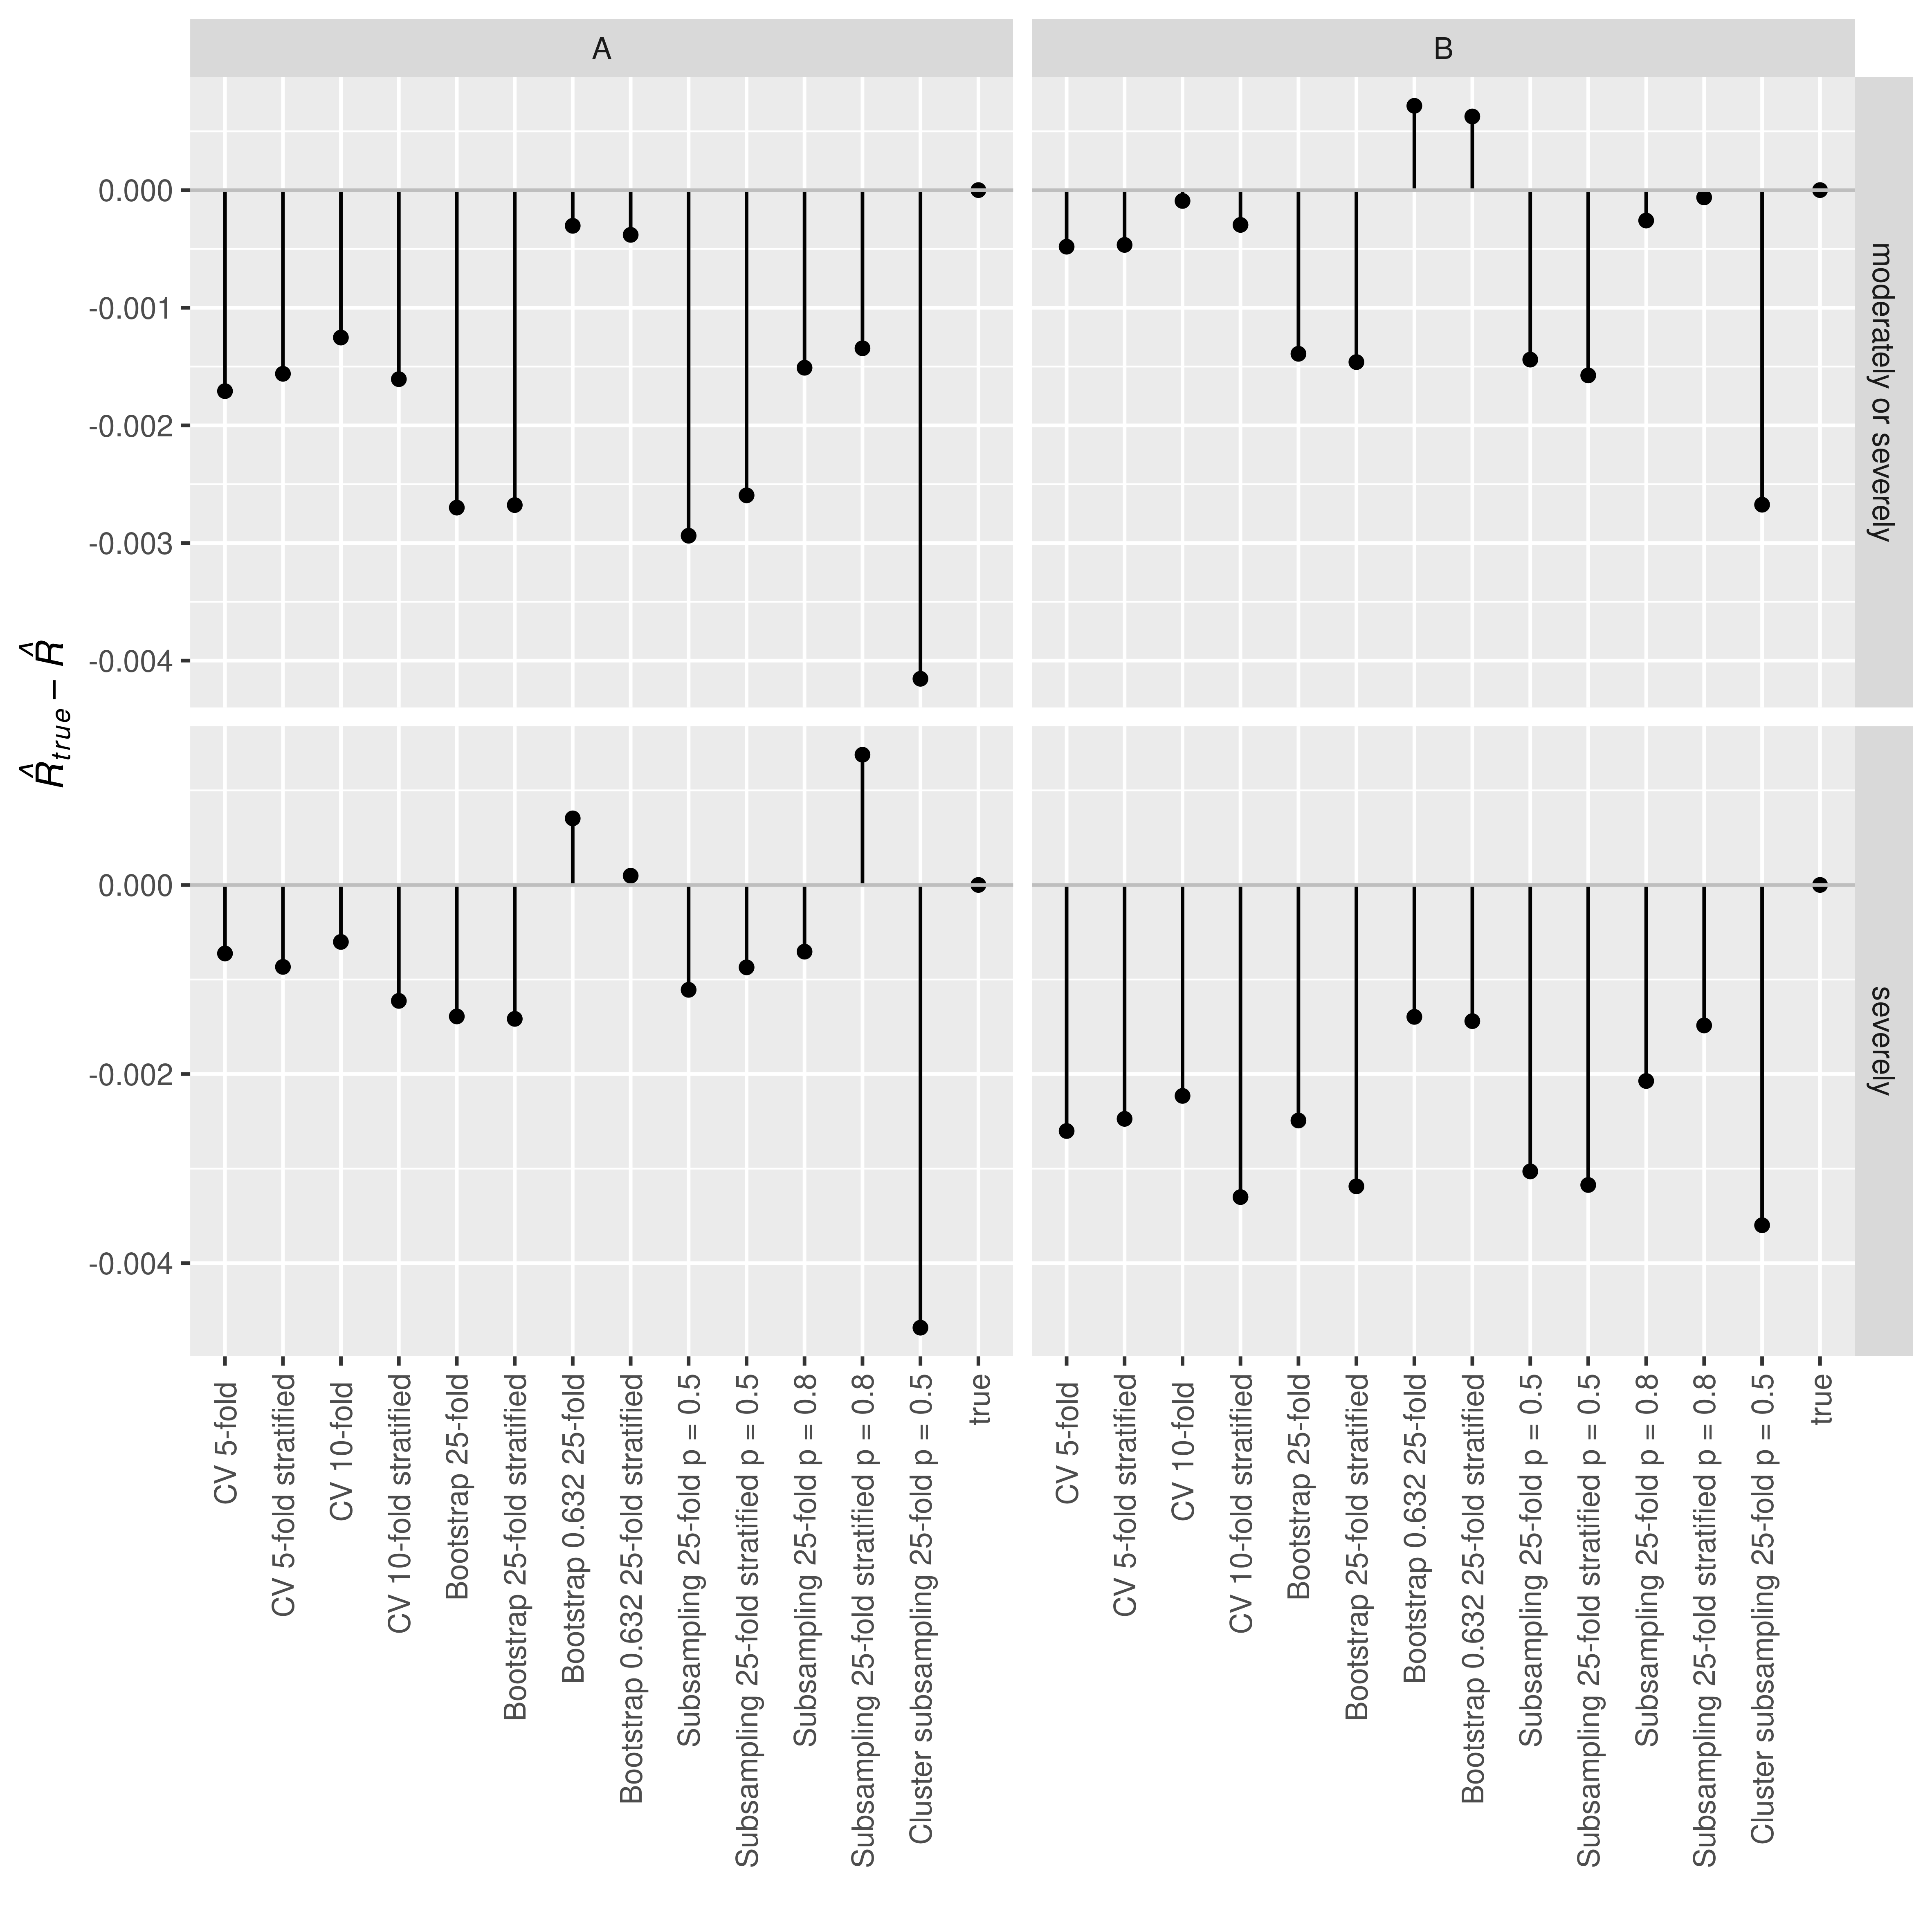 A
B
0.000
-0.001
-0.002
-0.003
-0.004
moderately or severely
R̂true − R̂
0.000
-0.002
-0.004
severely
CV 5-fold
CV 5-fold stratified
CV 10-fold
CV 10-fold stratified
Bootstrap 25-fold
Bootstrap 25-fold stratified
Bootstrap 0.632 25-fold
Bootstrap 0.632 25-fold stratified
Subsampling 25-fold p = 0.5
Subsampling 25-fold stratified p = 0.5
Subsampling 25-fold p = 0.8
Subsampling 25-fold stratified p = 0.8
Cluster subsampling 25-fold p = 0.5
true
CV 5-fold
CV 5-fold stratified
CV 10-fold
CV 10-fold stratified
Bootstrap 25-fold
Bootstrap 25-fold stratified
Bootstrap 0.632 25-fold
Bootstrap 0.632 25-fold stratified
Subsampling 25-fold p = 0.5
Subsampling 25-fold stratified p = 0.5
Subsampling 25-fold p = 0.8
Subsampling 25-fold stratified p = 0.8
Cluster subsampling 25-fold p = 0.5
true